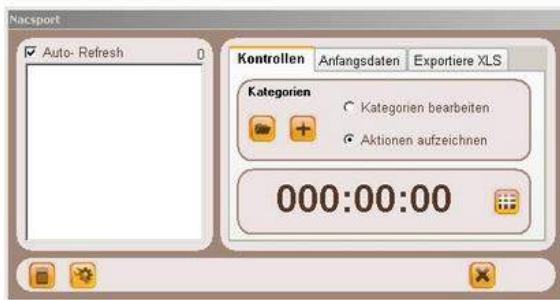 Nacsport
Auto- Refresh 0
Kontrollen Anfangsdaten Exportiere XLS
Kategorien
Kategorien bearbeiten
Aktionen aufzeichnen
000:00:00